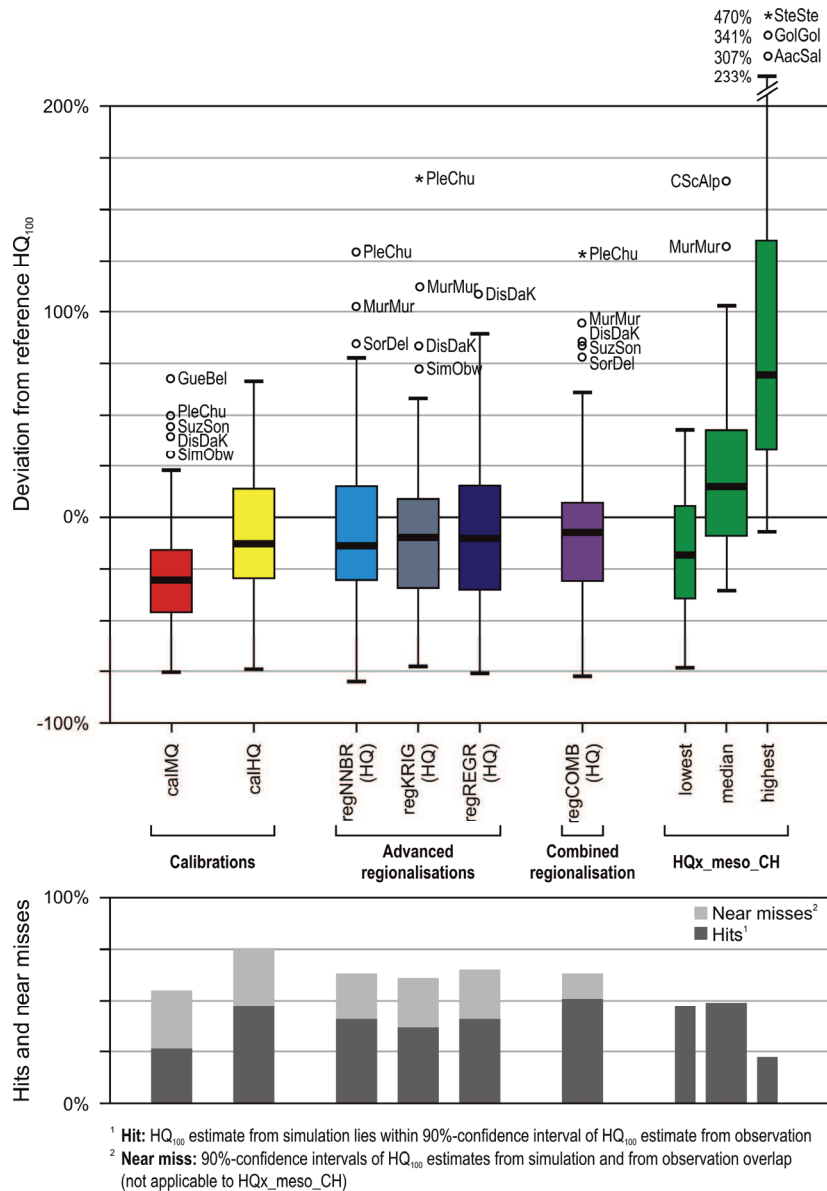 470% *SteSte
341% GolGol
307% AacSal
233%
200%
CScAlp
PleChu
MurMur
PleChu
PleChu
MurMur
DisDaK
MurMur
MurMur
100%
DisDaK
SorDel
DisDaK
SuzSon
SimObw
SorDel
GueBel
PleChu
SuzSon
DisDaK
SimObw
0%
-100%
Deviation from reference HQ₁₀₀
calMQ
calHQ
regNNBR (HQ)
regKRIG (HQ)
regREGR (HQ)
regCOMB (HQ)
lowest
median
highest
Calibrations
Advanced regionalisations
Combined regionalisation
HQx_meso_CH
100%
0%
Hits and near misses
Near misses²
Hits¹
¹ Hit: HQ₁₀₀ estimate from simulation lies within 90%-confidence interval of HQ₁₀₀ estimate from observation
² Near miss: 90%-confidence intervals of HQ₁₀₀ estimates from simulation and from observation overlap
(not applicable to HQx_meso_CH)